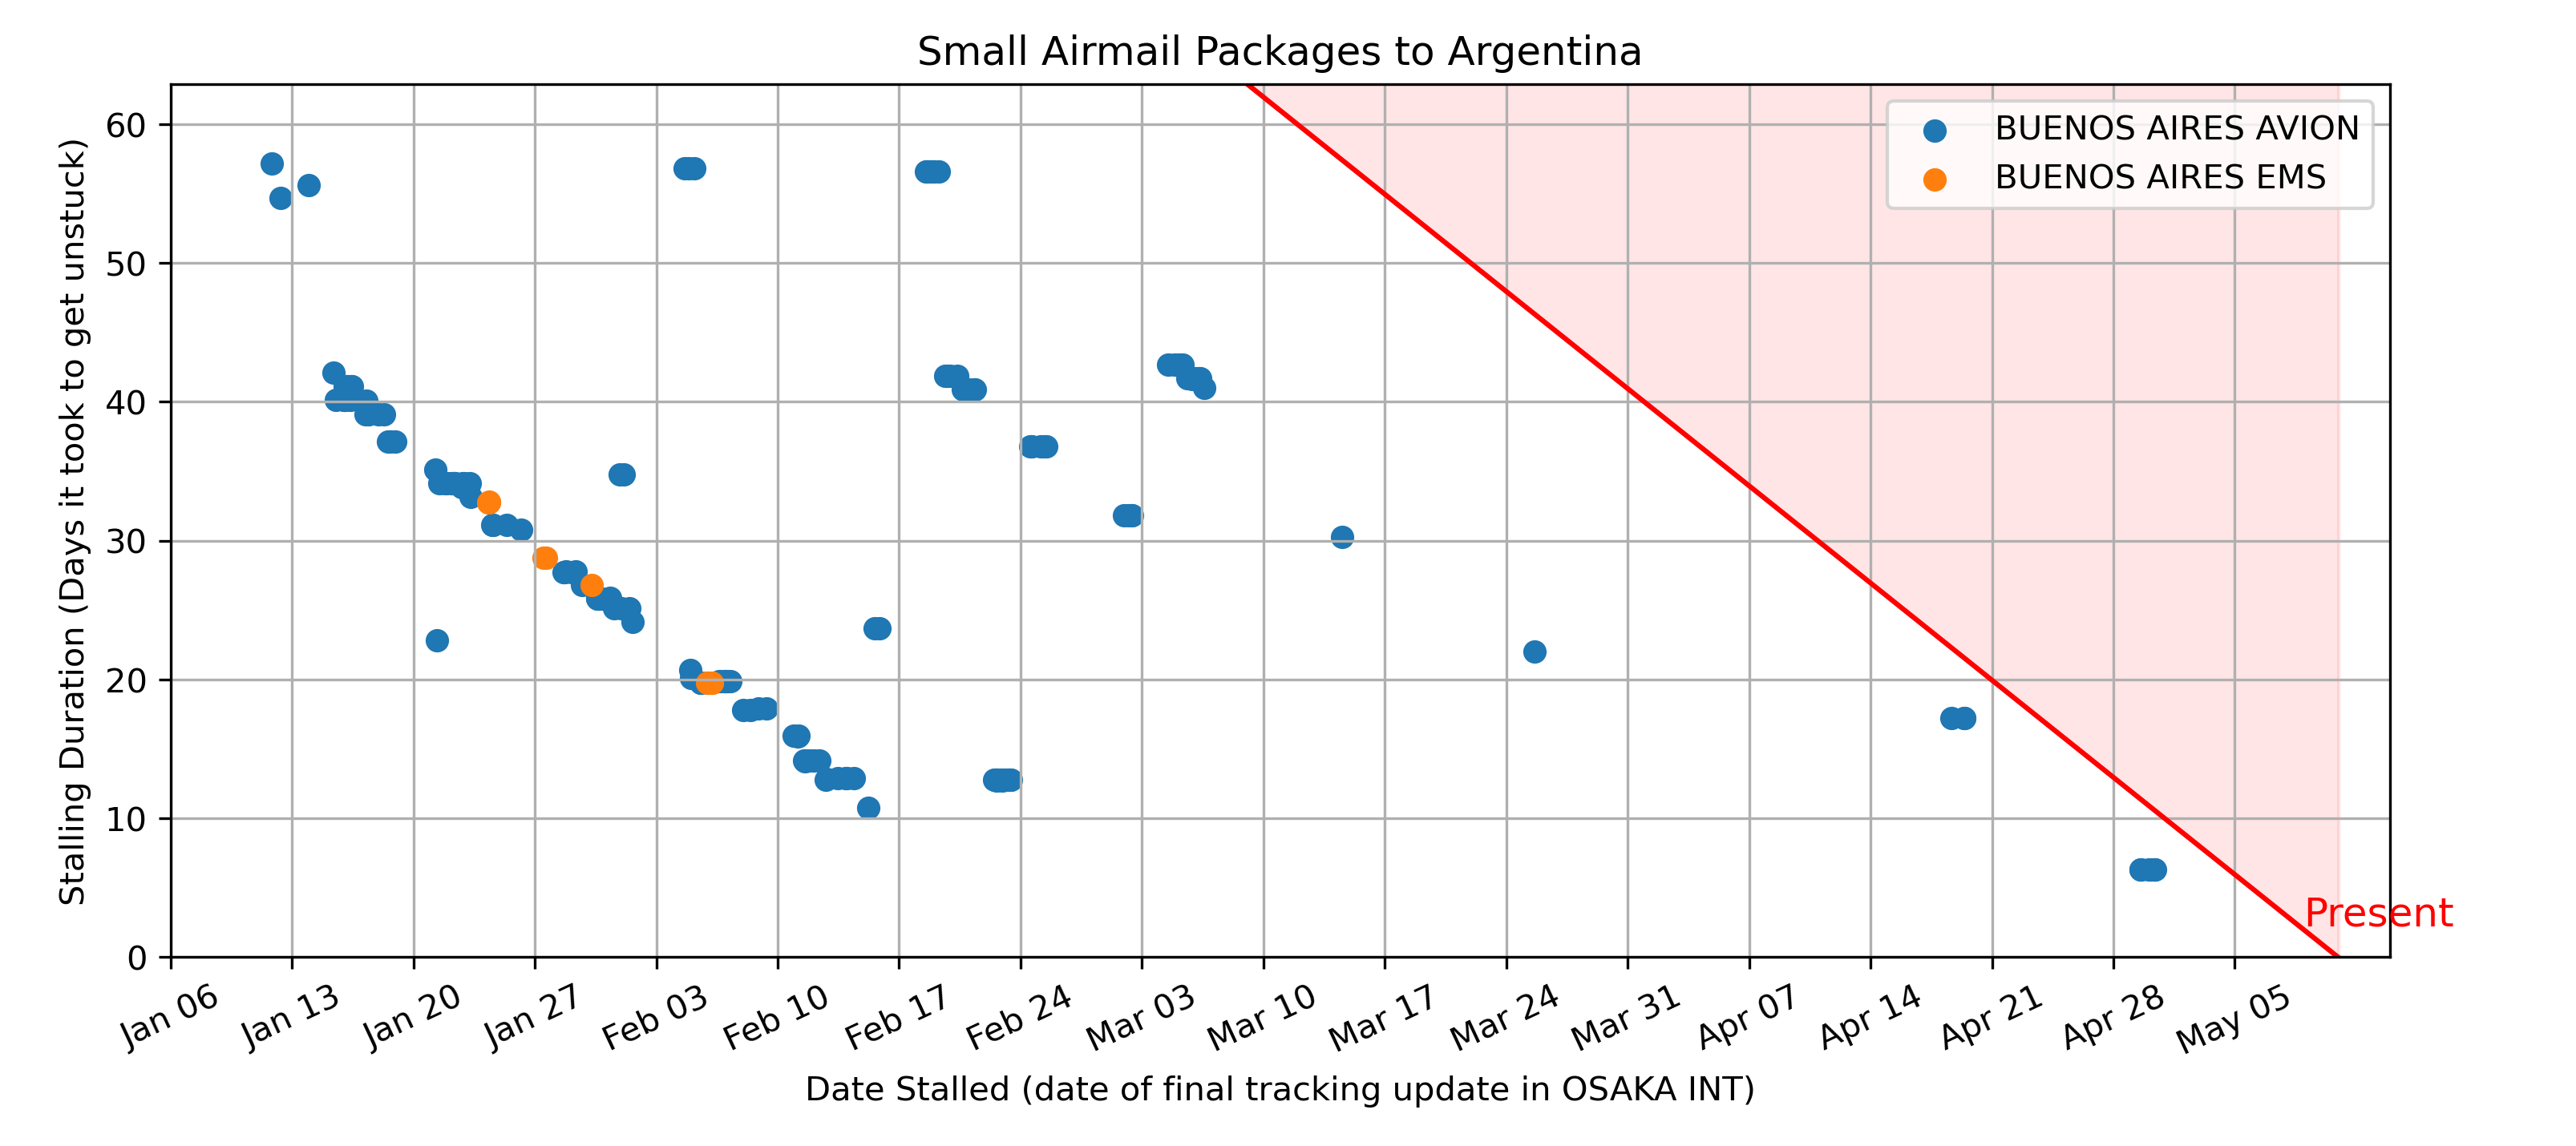 Small Airmail Packages to Argentina
BUENOS AIRES AVION
BUENOS AIRES EMS
Stalling Duration (Days it took to get unstuck)
60
50
40
30
20
10
0
Present
Jan 06
Jan 13
Jan 20
Jan 27
Feb 03
Feb 10
Feb 17
Feb 24
Mar 03
Mar 10
Mar 17
Mar 24
Mar 31
Apr 07
Apr 14
Apr 21
Apr 28
May 05
Date Stalled (date of final tracking update in OSAKA INT)